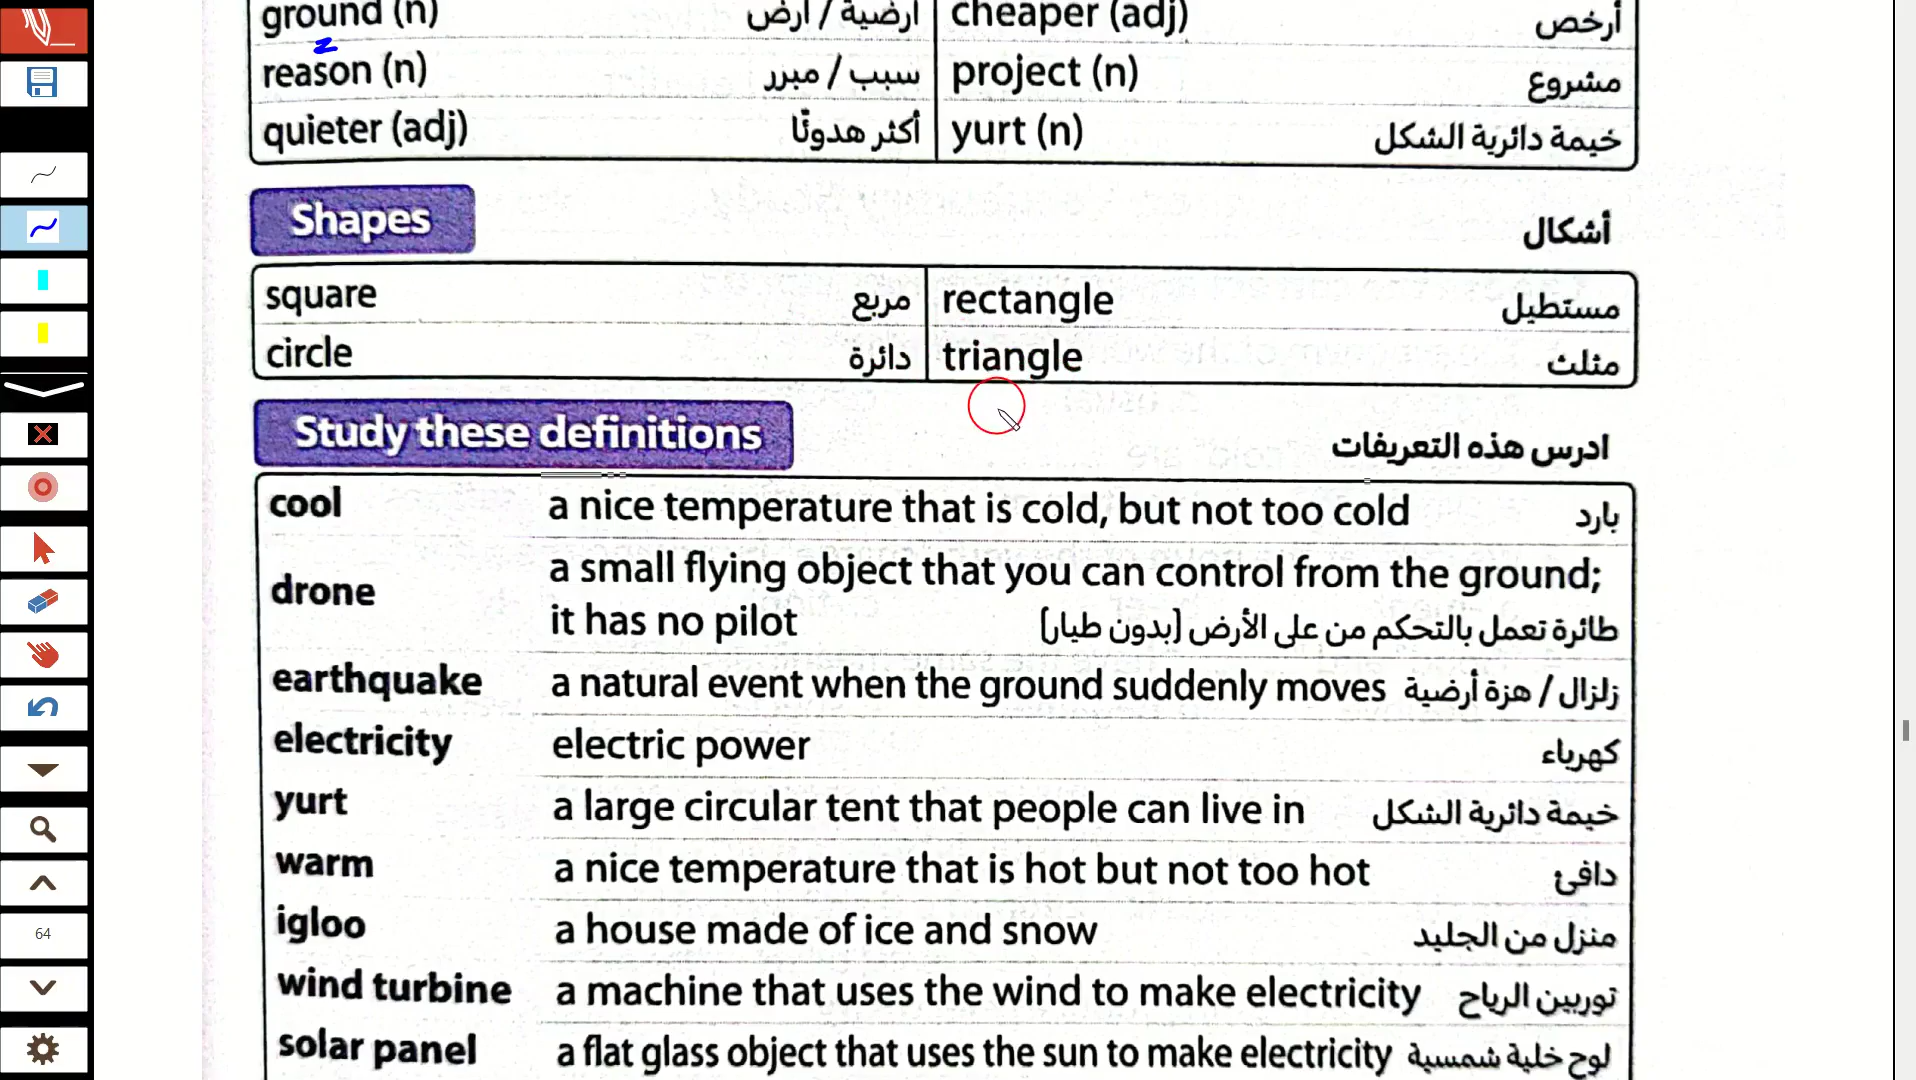 ground (n) أرضية / أرض cheaper (adj) أرخص
reason (n) سبب / مبرر project (n) مشروع
quieter (adj) أكثر هدوئًا yurt (n) خيمة دائرية الشكل
Shapes أشكال
square مربع rectangle مستطيل
circle دائرة triangle مثلث
Study these definitions ادرس هذه التعريفات
cool a nice temperature that is cold, but not too cold بارد
drone a small flying object that you can control from the ground;
it has no pilot طائرة تعمل بالتحكم من على الأرض (بدون طيار)
earthquake a natural event when the ground suddenly moves زلزال / هزة أرضية
electricity electric power كهرباء
yurt a large circular tent that people can live in خيمة دائرية الشكل
warm a nice temperature that is hot but not too hot دافئ
igloo a house made of ice and snow منزل من الجليد
wind turbine a machine that uses the wind to make electricity توربين الرياح
solar panel a flat glass object that uses the sun to make electricity لوح خلية شمسية
64